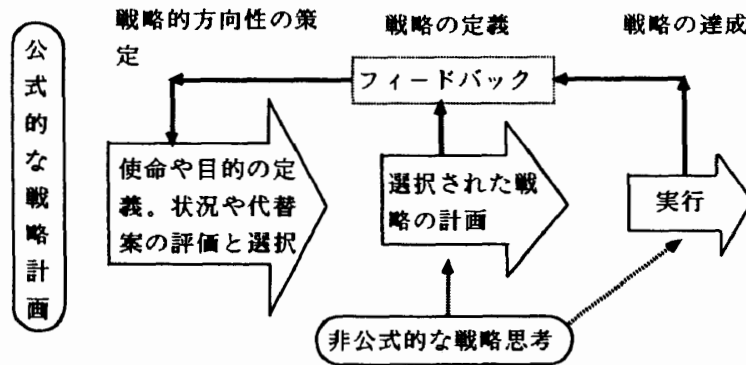 公式的な戦略計画
戦略的方向性の策
定
戦略の定義
戦略の達成
フィードバック
使命や目的の定
義。状況や代替
案の評価と選択
選択された戦
略の計画
実行
非公式的な戦略思考